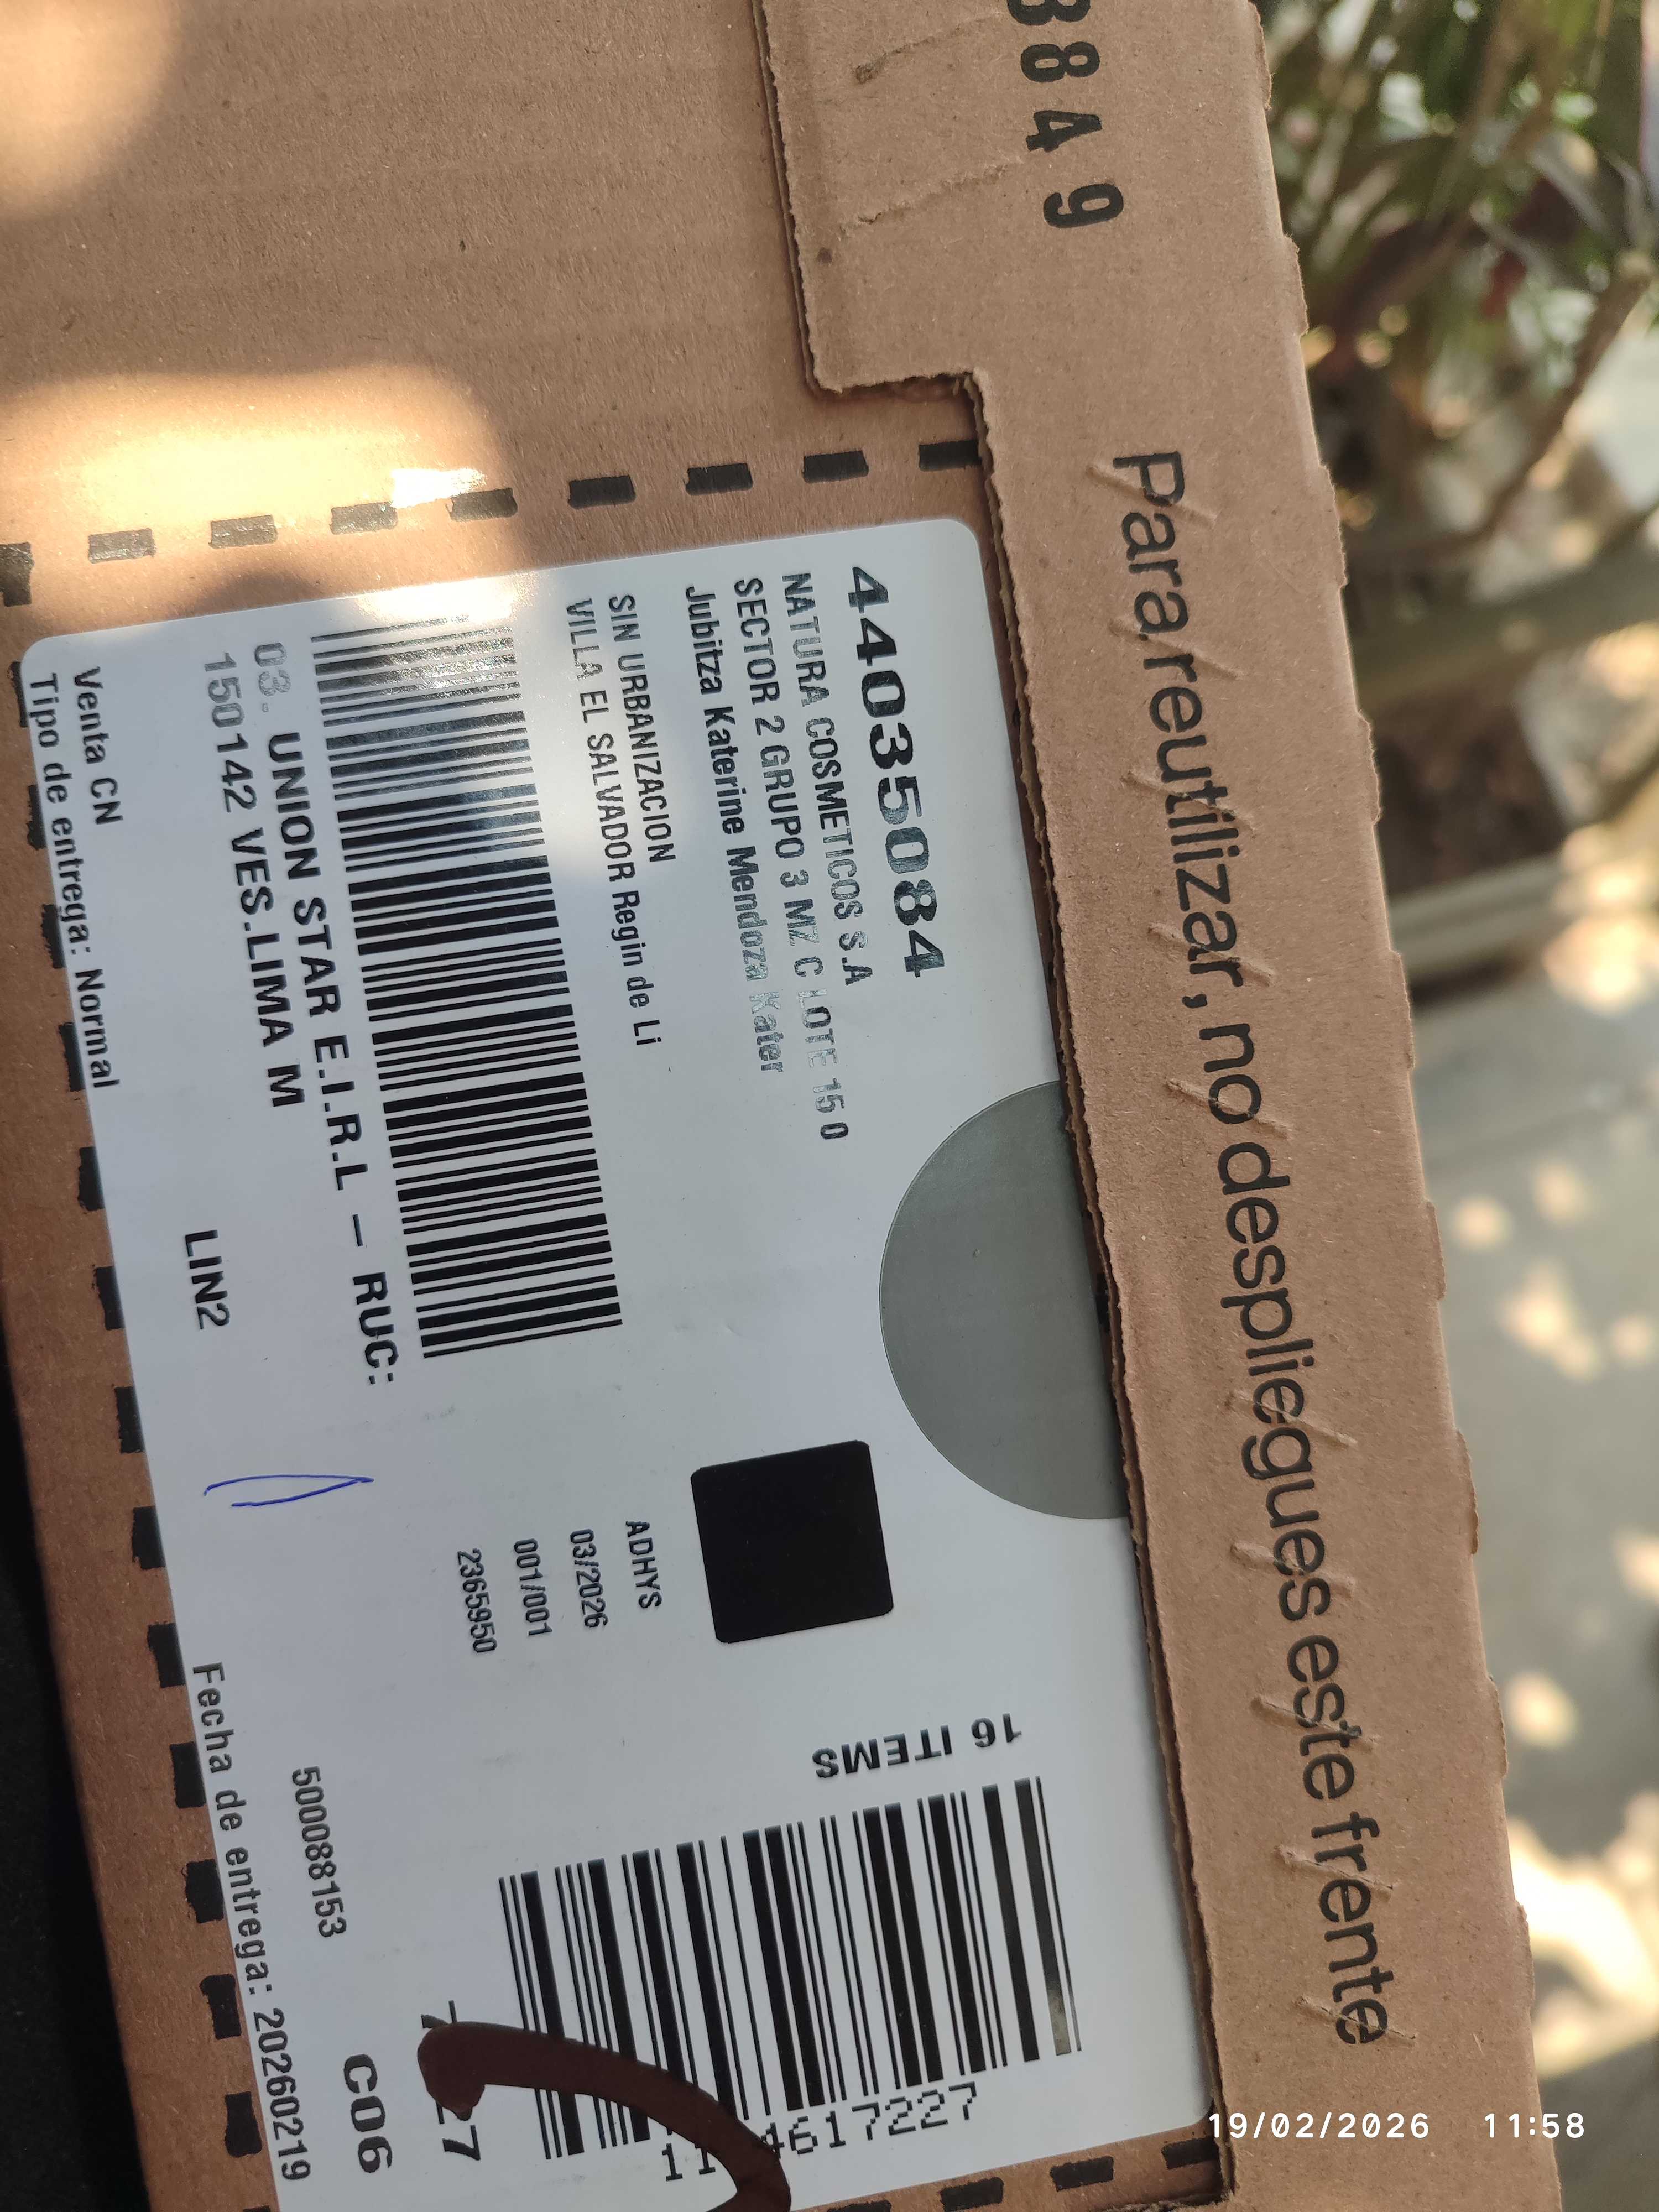 8849
Para reutilizar, no despliegues este frente
44035084
NATURA COSMETICOS S.A
SECTOR 2 GRUPO 3 MZ C LOTE 15 0
Jubitza Katerine Mendoza Kater
SIN URBANIZACION
VILLA EL SALVADOR Regin de Li
03. UNION STAR E.I.R.L - RUC:
150142 VES.LIMA M
LIN2
Venta CN
Tipo de entrega: Normal
ADHYS
03/2026
001/001
2365950
16 ITEMS
4617227
500088153
C06
Fecha de entrega: 20260219
19/02/2026 11:58